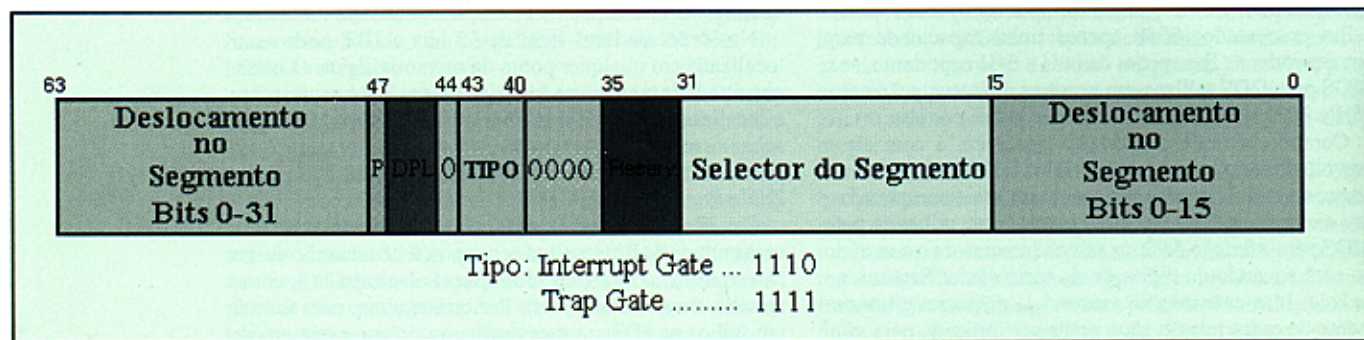 63 47 44 43 40 35 31 15 0
Deslocamento
no
Segmento
Bits 0-31
P
DPL
0
TIPO
0000
Reserv
Selector do Segmento
Deslocamento
no
Segmento
Bits 0-15
Tipo: Interrupt Gate ... 1110
Trap Gate ......... 1111